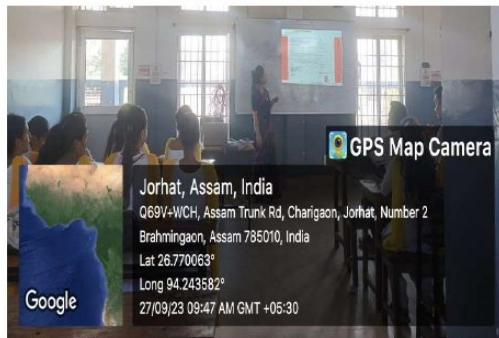 GPS Map Camera
Jorhat, Assam, India
Q69V+WCH, Assam Trunk Rd, Charigaon, Jorhat, Number 2
Brahmingaon, Assam 785010, India
Lat 26.770063°
Long 94.243582°
27/09/23 09:47 AM GMT +05:30
Google